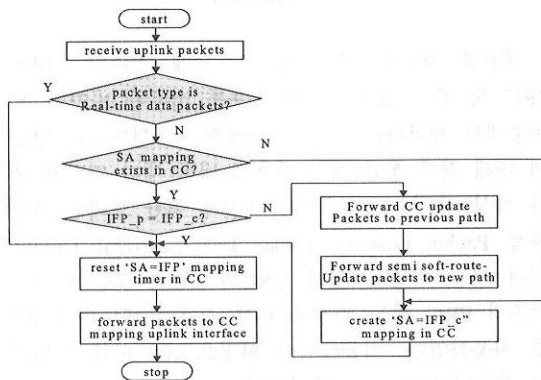 start
receive uplink packets
Y
packet type is
Real-time data packets?
N
N
SA mapping
exists in CC?
Y
IFP_p = IFP_c?
N
Y
Forward CC update
Packets to previous path
reset ‘SA=IFP’ mapping
timer in CC
Forward semi soft-route-
Update packets to new path
forward packets to CC
mapping uplink interface
create ‘SA=IFP_c”
mapping in CC
stop